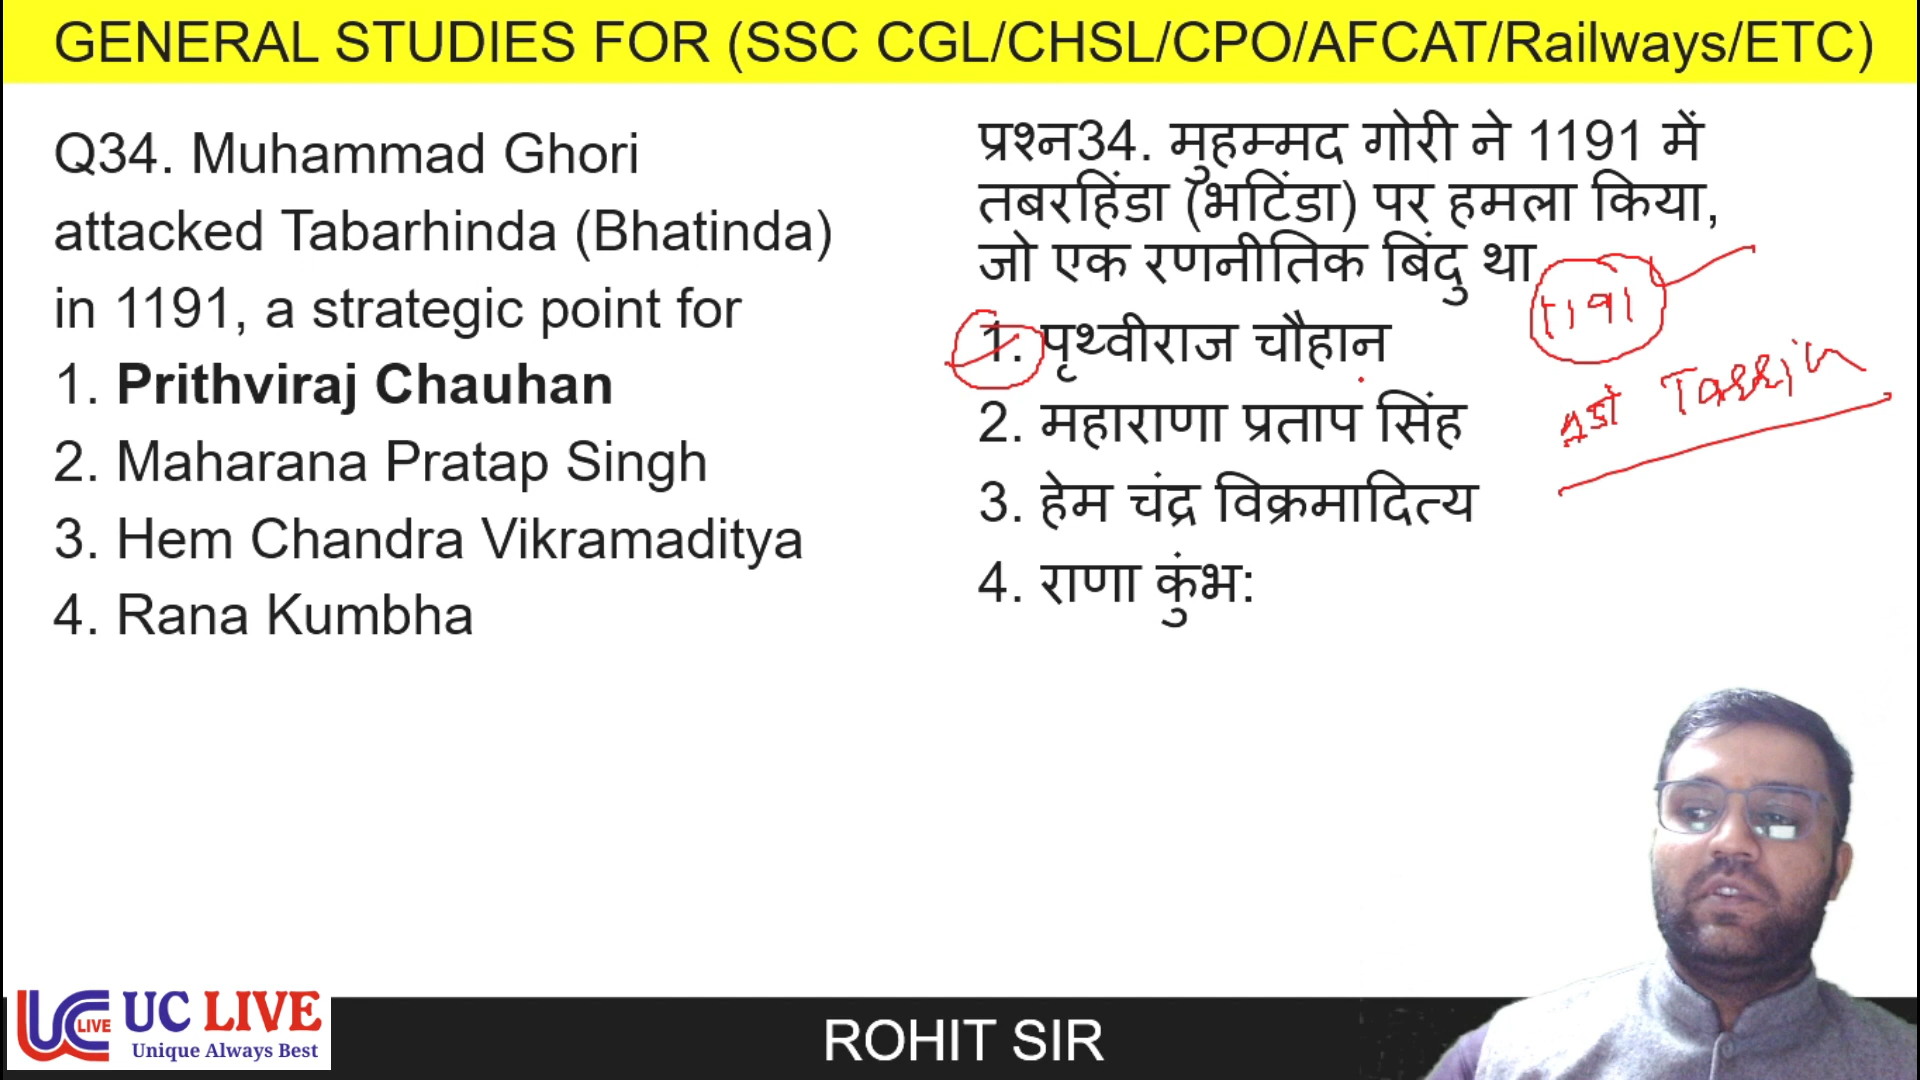 GENERAL STUDIES FOR (SSC CGL/CHSL/CPO/AFCAT/Railways/ETC)
Q34. Muhammad Ghori
attacked Tabarhinda (Bhatinda)
in 1191, a strategic point for
1. Prithviraj Chauhan
2. Maharana Pratap Singh
3. Hem Chandra Vikramaditya
4. Rana Kumbha
प्रश्न34. मुहम्मद गोरी ने 1191 में
तबरहिंडा (भटिंडा) पर हमला किया,
जो एक रणनीतिक बिंदु था
1. पृथ्वीराज चौहान
2. महाराणा प्रताप सिंह
3. हेम चंद्र विक्रमादित्य
4. राणा कुंभ:
1191
1st Tarrin
UC LIVE
LIVE
Unique Always Best
ROHIT SIR